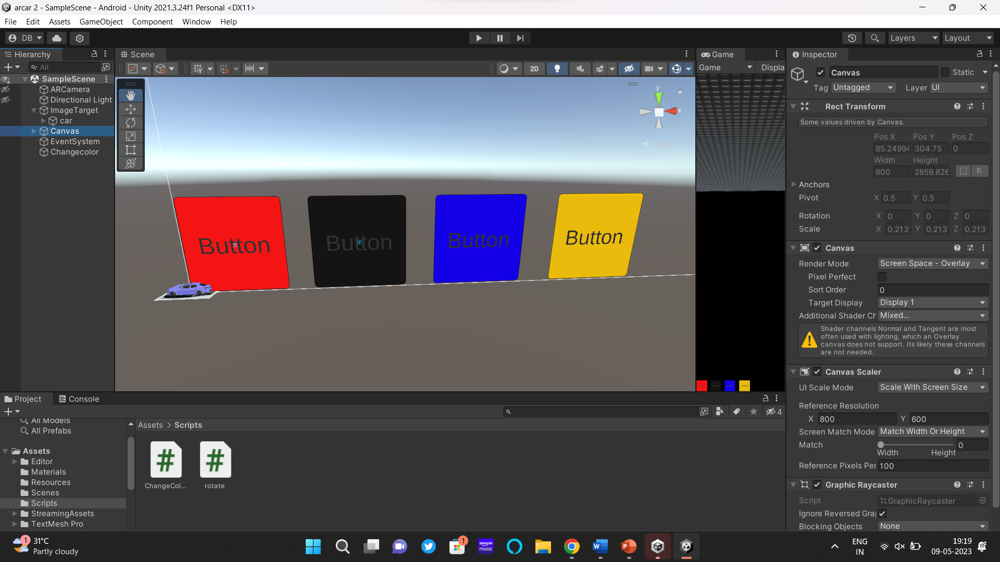 arcar 2 - SampleScene - Android - Unity 2021.3.24f1 Personal <DX11>
File Edit Assets GameObject Component Window Help
DB
Layers Layout
Hierarchy
All
SampleScene
ARCamera
Directional Light
ImageTarget
car
Canvas
EventSystem
Changecolor
Scene
2D
y
x
Button
Button
Button
Button
Game
Game Displa
Inspector
Canvas Static
Tag Untagged Layer UI
Rect Transform
Some values driven by Canvas.
Pos X Pos Y Pos Z
85.24994 304.75 0
Width Height
800 2859.826 R
Anchors
Pivot X 0.5 Y 0.5
Rotation X 0 Y 0 Z 0
Scale X 0.213 Y 0.213 Z 0.213
Canvas
Render Mode Screen Space - Overlay
Pixel Perfect
Sort Order 0
Target Display Display 1
Additional Shader Ch Mixed...
Shader channels Normal and Tangent are most
often used with lighting, which an Overlay
canvas does not support. Its likely these channels
are not needed.
Canvas Scaler
UI Scale Mode Scale With Screen Size
Reference Resolution
X 800 Y 600
Screen Match Mode Match Width Or Height
Match 0
Width Height
Reference Pixels Per 100
Graphic Raycaster
Script GraphicRaycaster
Ignore Reversed Gra
Blocking Objects None
Project Console
4
All Models
All Prefabs
Assets
Editor
Materials
Resources
Scenes
Scripts
StreamingAssets
TextMesh Pro
Assets > Scripts
ChangeCol... rotate
1
31°C
Partly cloudy
1
amazon
music
W
P
ENG
IN
19:19
09-05-2023